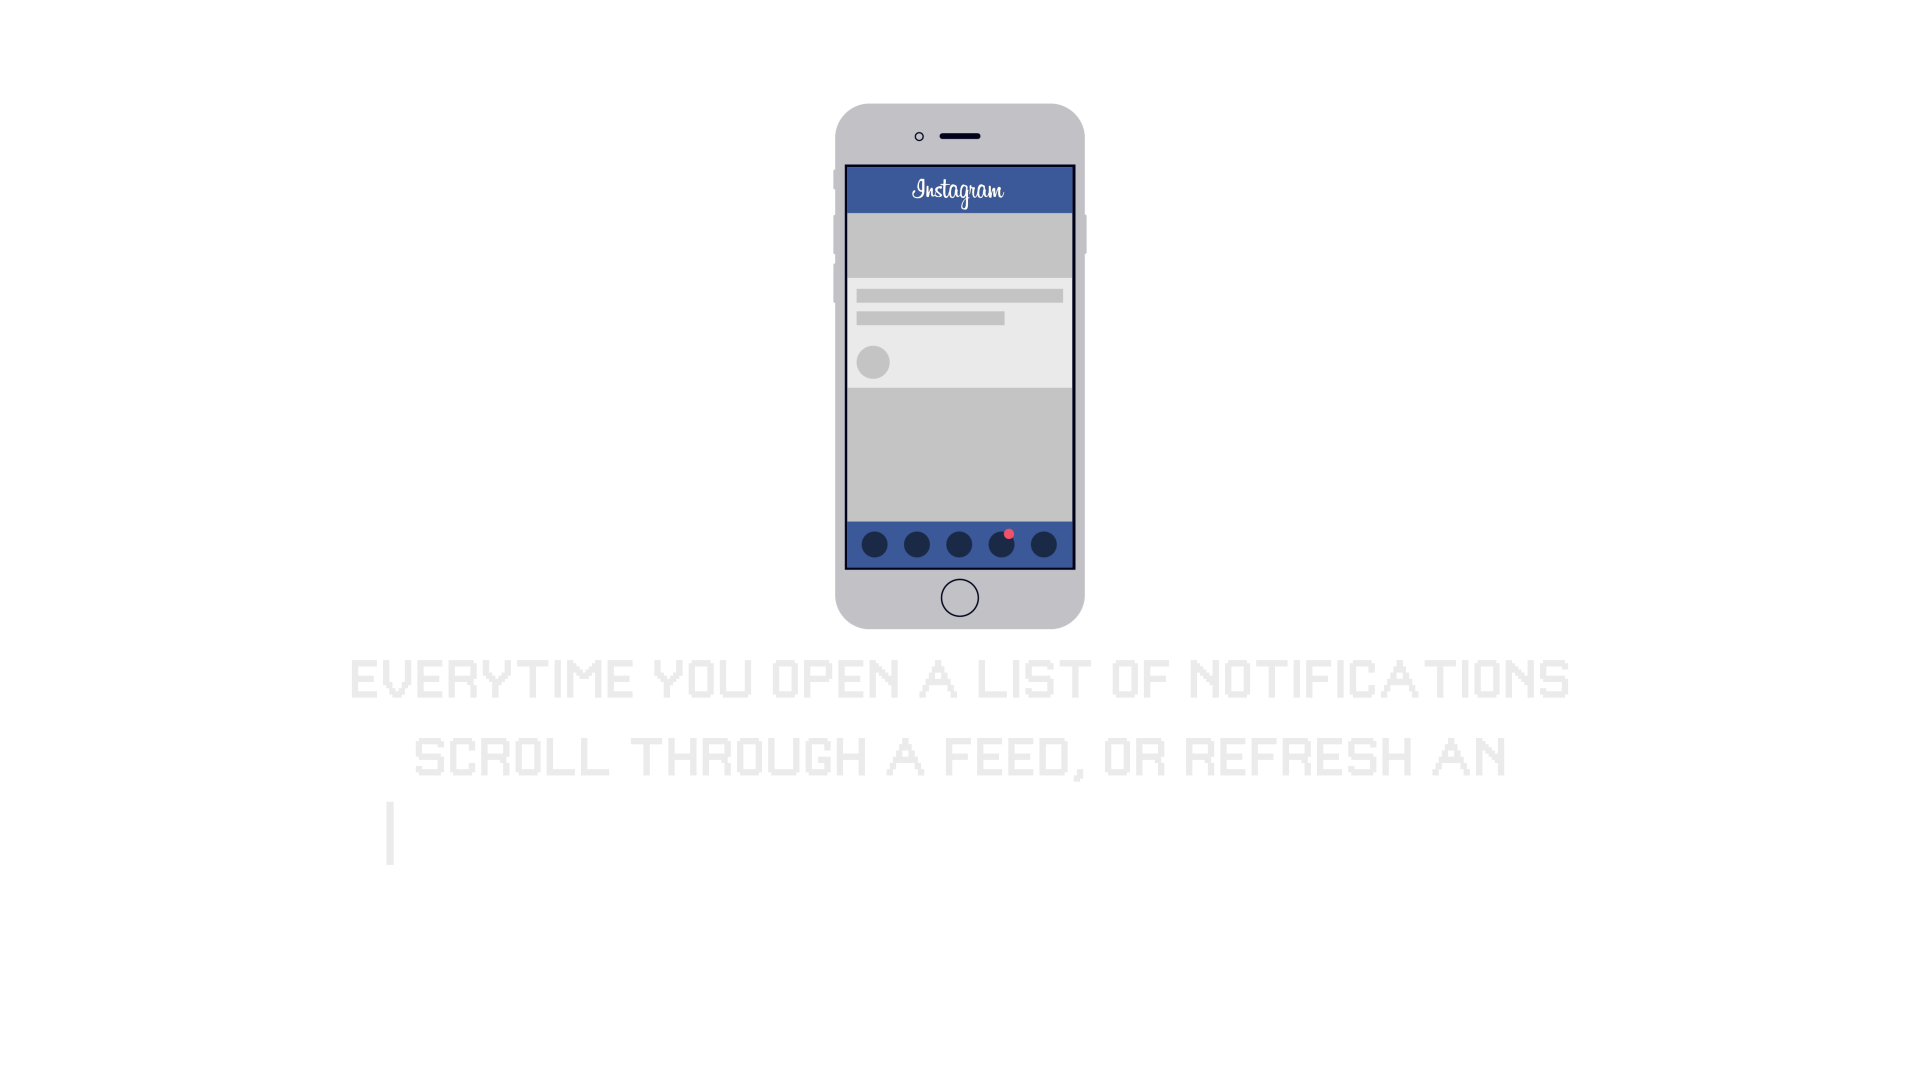 Instagram
EVERYTIME YOU OPEN A LIST OF NOTIFICATIONS
SCROLL THROUGH A FEED, OR REFRESH AN